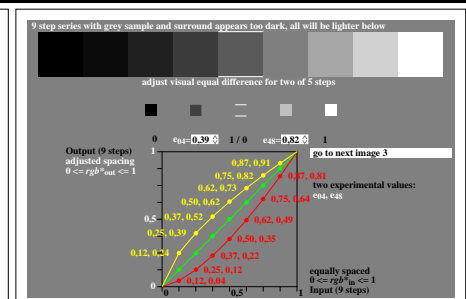 9 step series with grey sample and surround appears too dark, all will be lighter below
adjust visual equal difference for two of 5 steps
0 e04=0,39 1 / 0 e48=0,82 1
Output (9 steps)
adjusted spacing
0 <= rgb*out <= 1
go to next image 3
two experimental values:
e04, e48
1
0,87, 0,91
0,75, 0,82
0,62, 0,73
0,50, 0,62
0,37, 0,52
0,25, 0,39
0,12, 0,24
0,87, 0,81
0,75, 0,64
0,62, 0,49
0,50, 0,35
0,37, 0,22
0,25, 0,12
0,12, 0,04
0,5
0
0 0,5 1
equally spaced
0 <= rgb*in <= 1
Input (9 steps)